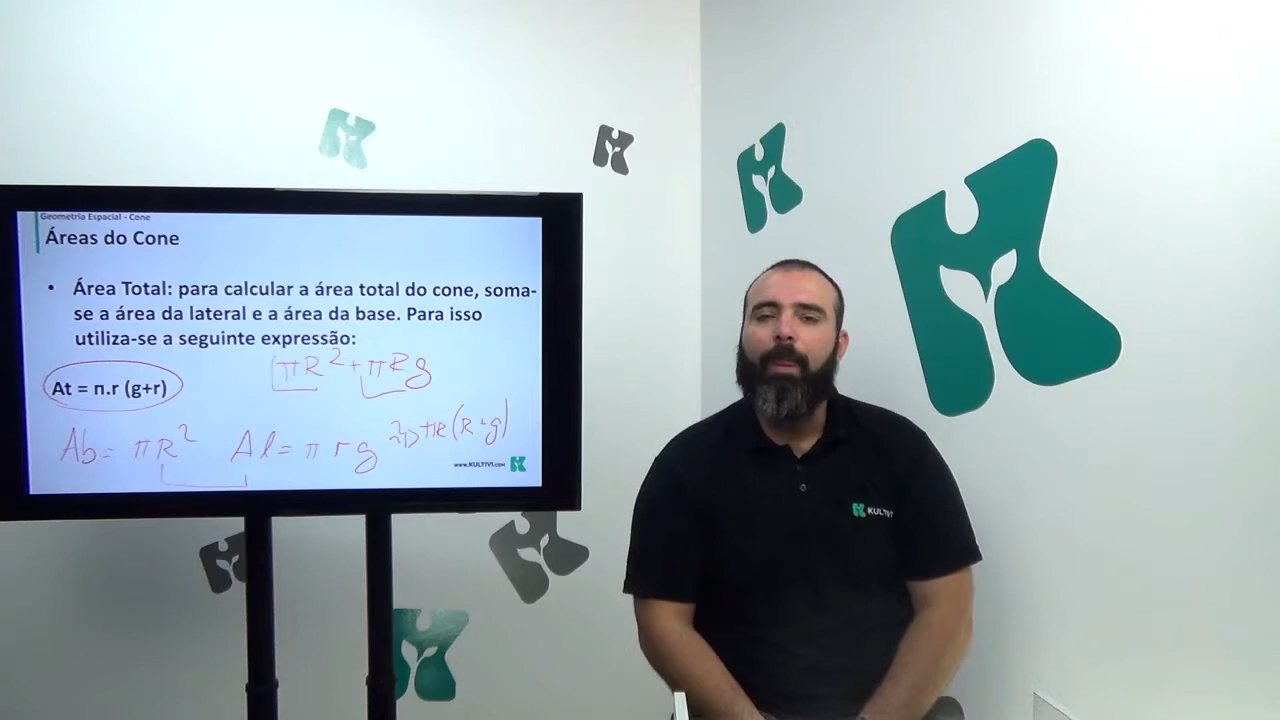 Geometria Espacial - Cone
Áreas do Cone
• Área Total: para calcular a área total do cone, soma-
se a área da lateral e a área da base. Para isso
utiliza-se a seguinte expressão:
πR² + πRg
At = π.r (g+r)
πR(R+g)
Ab = πR² Al = πrg
www.KULTIVI.com
KULTIVI